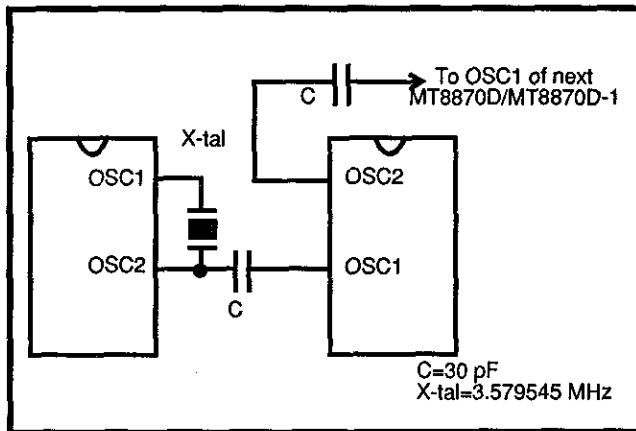 C
To OSC1 of next
MT8870D/MT8870D-1
X-tal
OSC1
OSC2
OSC2
C
OSC1
C=30 pF
X-tal=3.579545 MHz